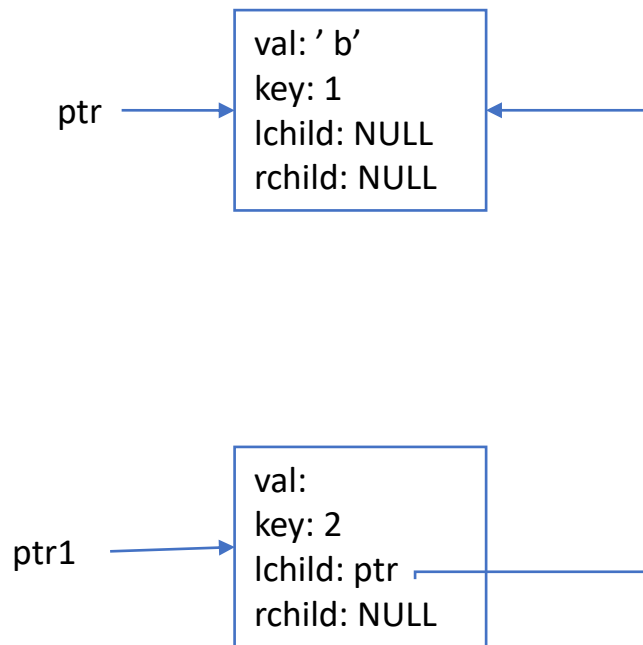 val: ’ b’
key: 1
ptr
lchild: NULL
rchild: NULL
val:
key: 2
ptr1
lchild: ptr
rchild: NULL